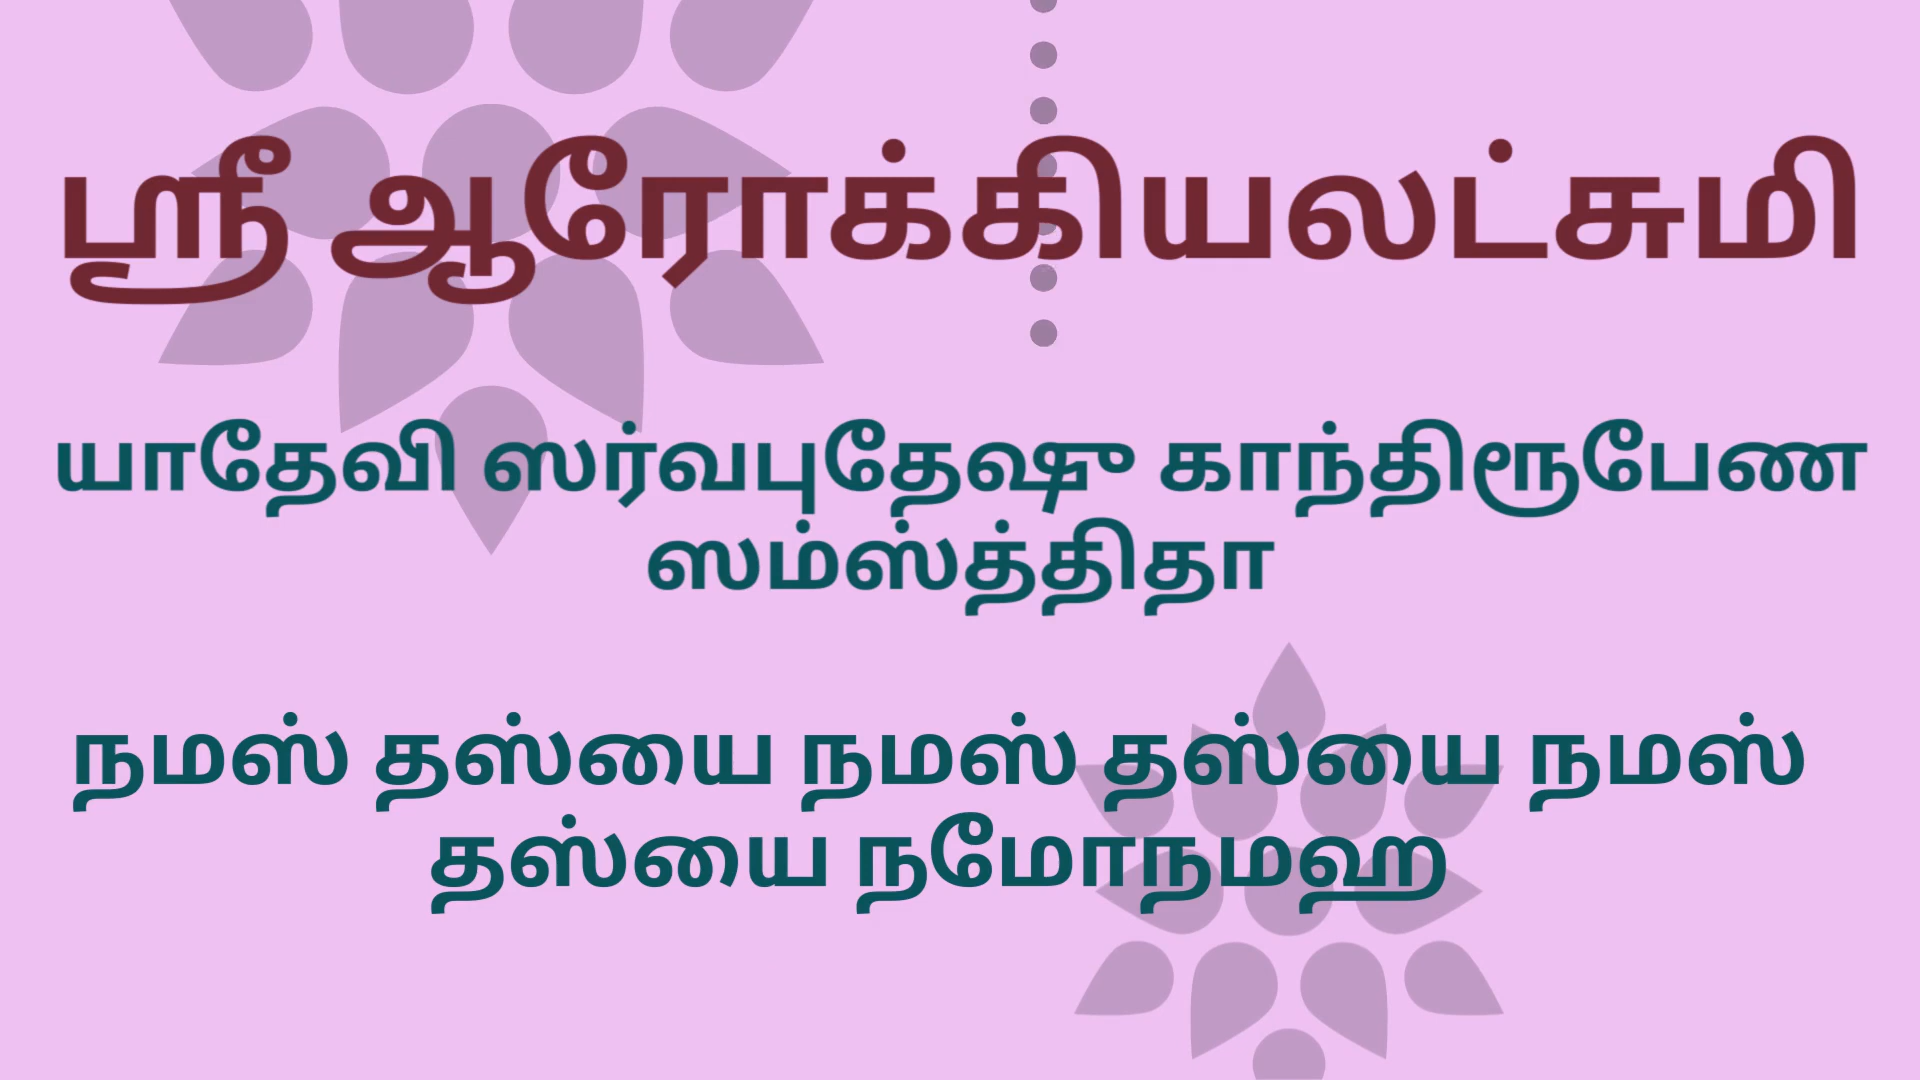 ஸ்ரீ ஆரோக்கியலட்சுமி
யாதேவி ஸர்வபுதேஷு காந்திரூபேண
ஸம்ஸ்த்திதா
நமஸ் தஸ்யை நமஸ் தஸ்யை நமஸ்
தஸ்யை நமோநமஹ